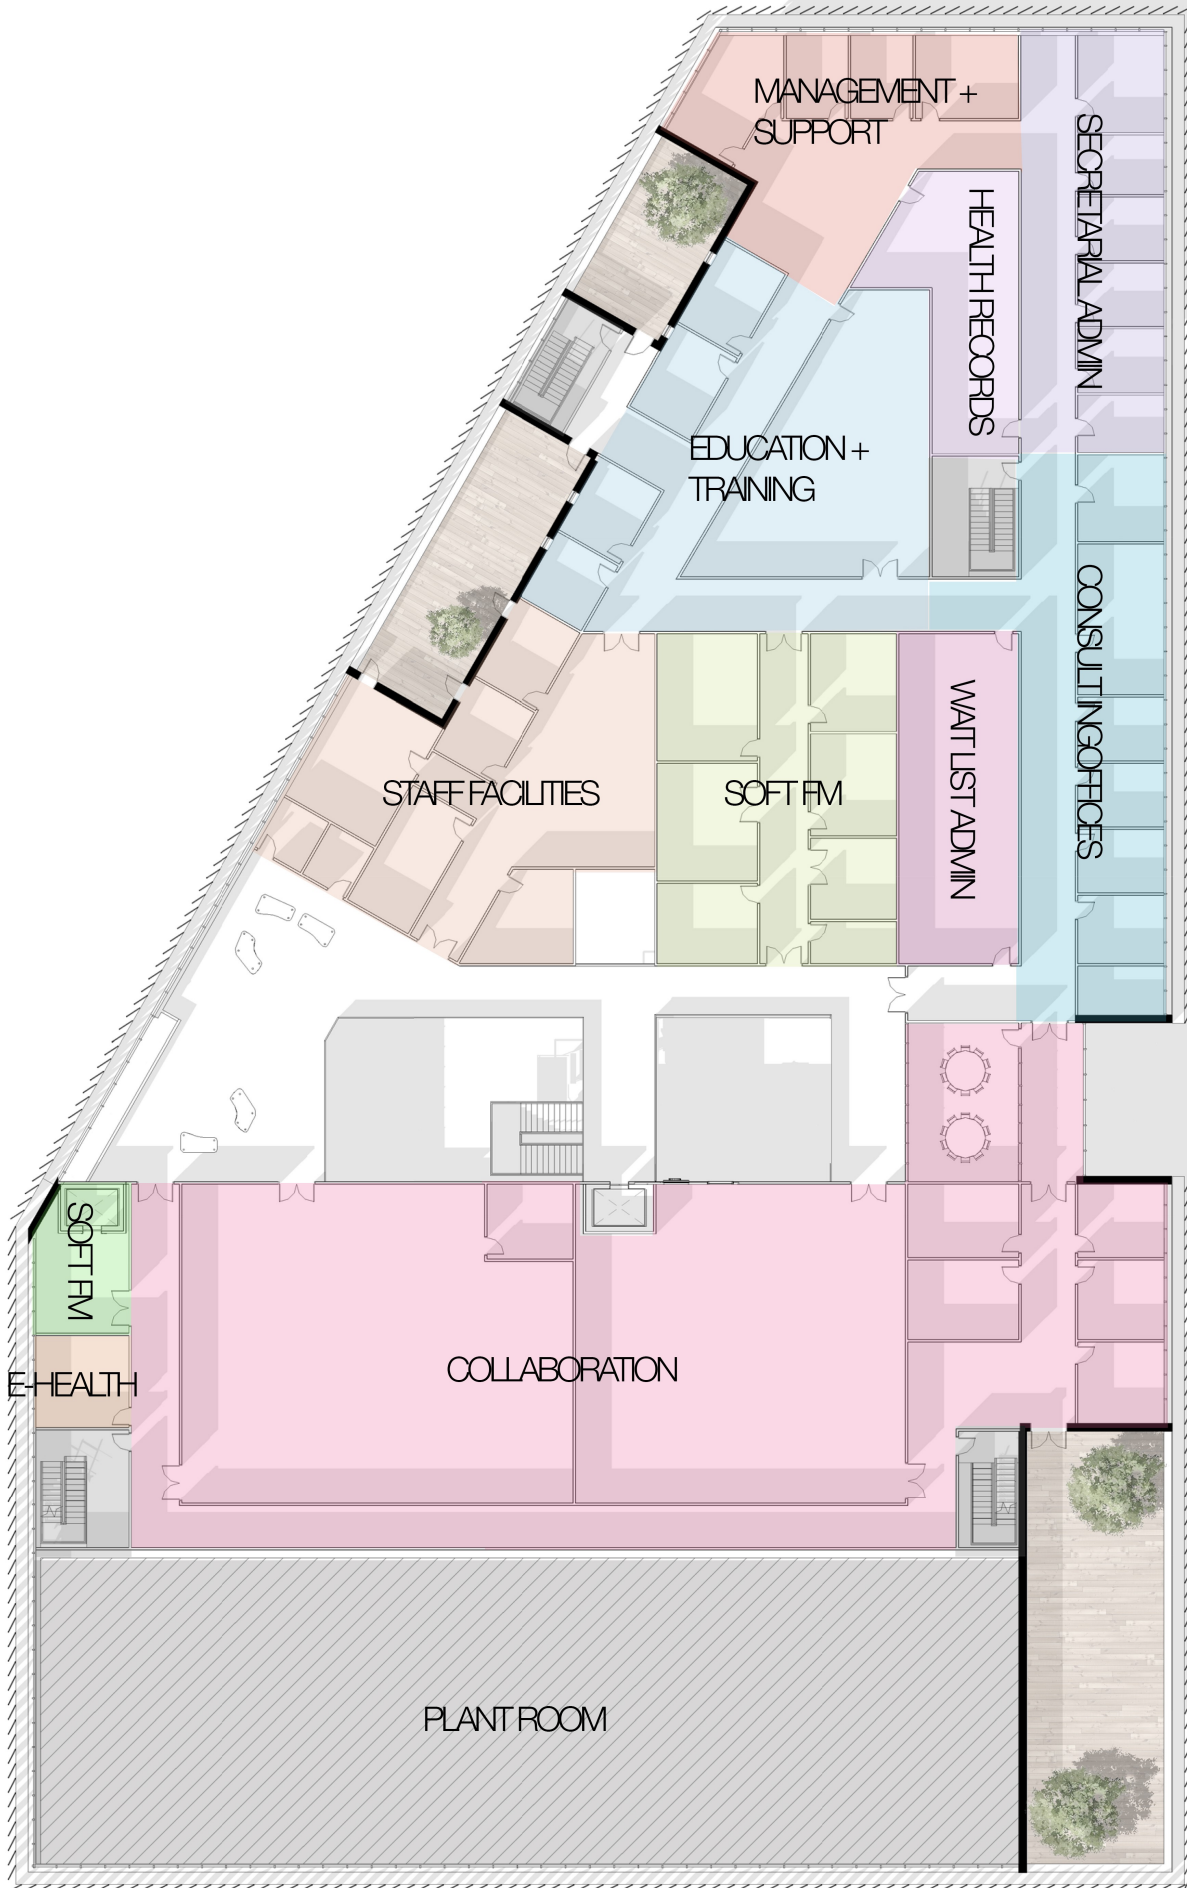 MANAGEMENT +
SUPPORT
SECRETARIAL ADMIN
HEALTH RECORDS
EDUCATION +
TRAINING
CONSULTING OFFICES
WAIT LIST ADMIN
STAFF FACILITIES
SOFT FM
SOFT FM
E-HEALTH
COLLABORATION
PLANT ROOM